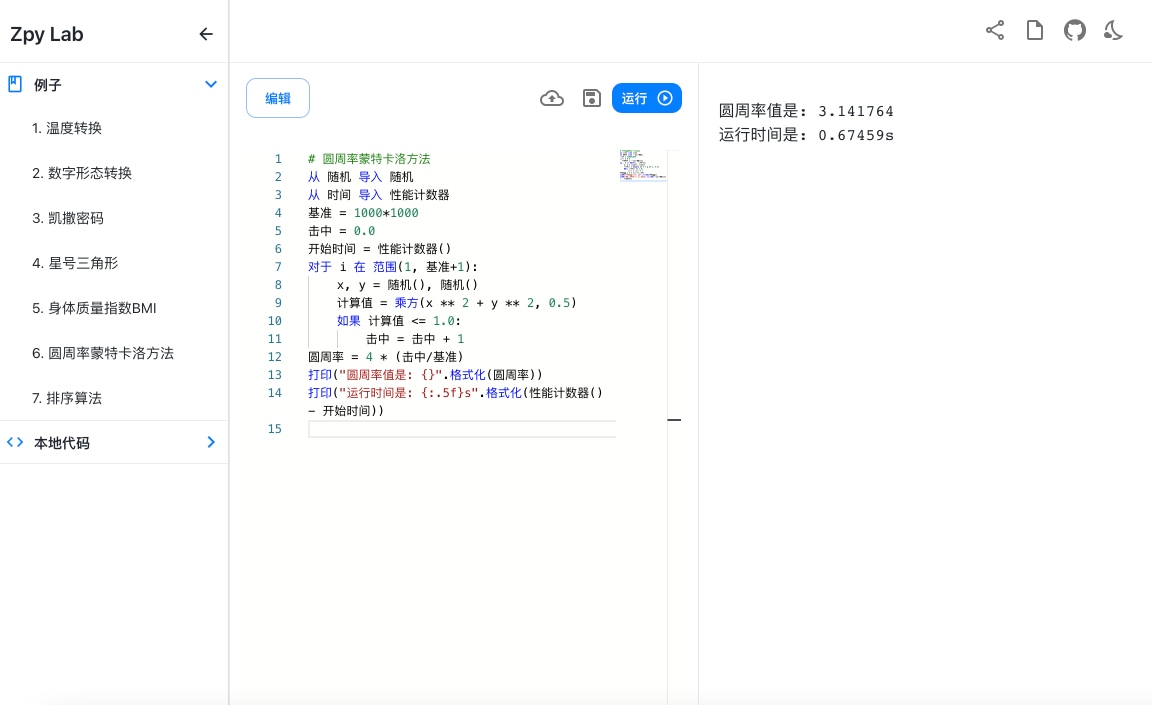 Zpy Lab
例子
1. 温度转换
2. 数字形态转换
3. 凯撒密码
4. 星号三角形
5. 身体质量指数BMI
6. 圆周率蒙特卡洛方法
7. 排序算法
本地代码
编辑
运行
1 # 圆周率蒙特卡洛方法
2 从 随机 导入 随机
3 从 时间 导入 性能计数器
4 基准 = 1000*1000
5 击中 = 0.0
6 开始时间 = 性能计数器()
7 对于 i 在 范围(1, 基准+1):
8 x, y = 随机(), 随机()
9 计算值 = 乘方(x ** 2 + y ** 2, 0.5)
10 如果 计算值 <= 1.0:
11 击中 = 击中 + 1
12 圆周率 = 4 * (击中/基准)
13 打印("圆周率值是: {}".格式化(圆周率))
14 打印("运行时间是: {:.5f}s".格式化(性能计数器()
- 开始时间))
15
圆周率值是: 3.141764
运行时间是: 0.67459s